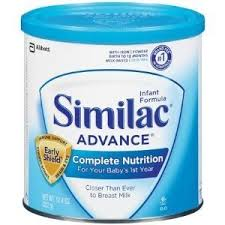 Abbott
Infant
Formula
Similac
ADVANCE
Early
Shield
Complete Nutrition
For Your Baby's 1st Year
Closer Than Ever
to Breast Milk